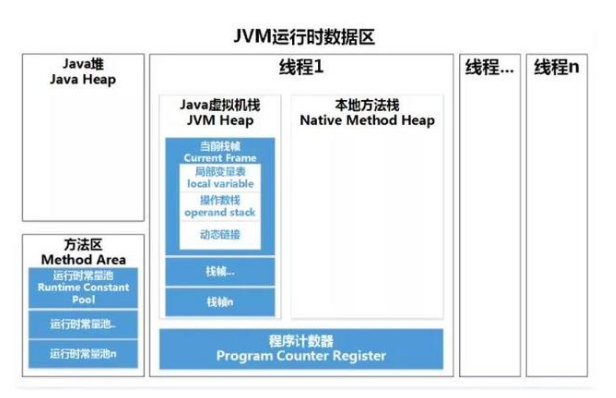 JVM运行时数据区
Java堆
Java Heap
方法区
Method Area
运行时常量池
Runtime Constant
Pool
运行时常量池..
运行时常量池n
线程1
Java虚拟机栈
JVM Heap
当前栈帧
Current Frame
局部变量表
local variable
操作数栈
operand stack
动态链接
栈帧...
栈帧n
本地方法栈
Native Method Heap
程序计数器
Program Counter Register
线程...
线程n